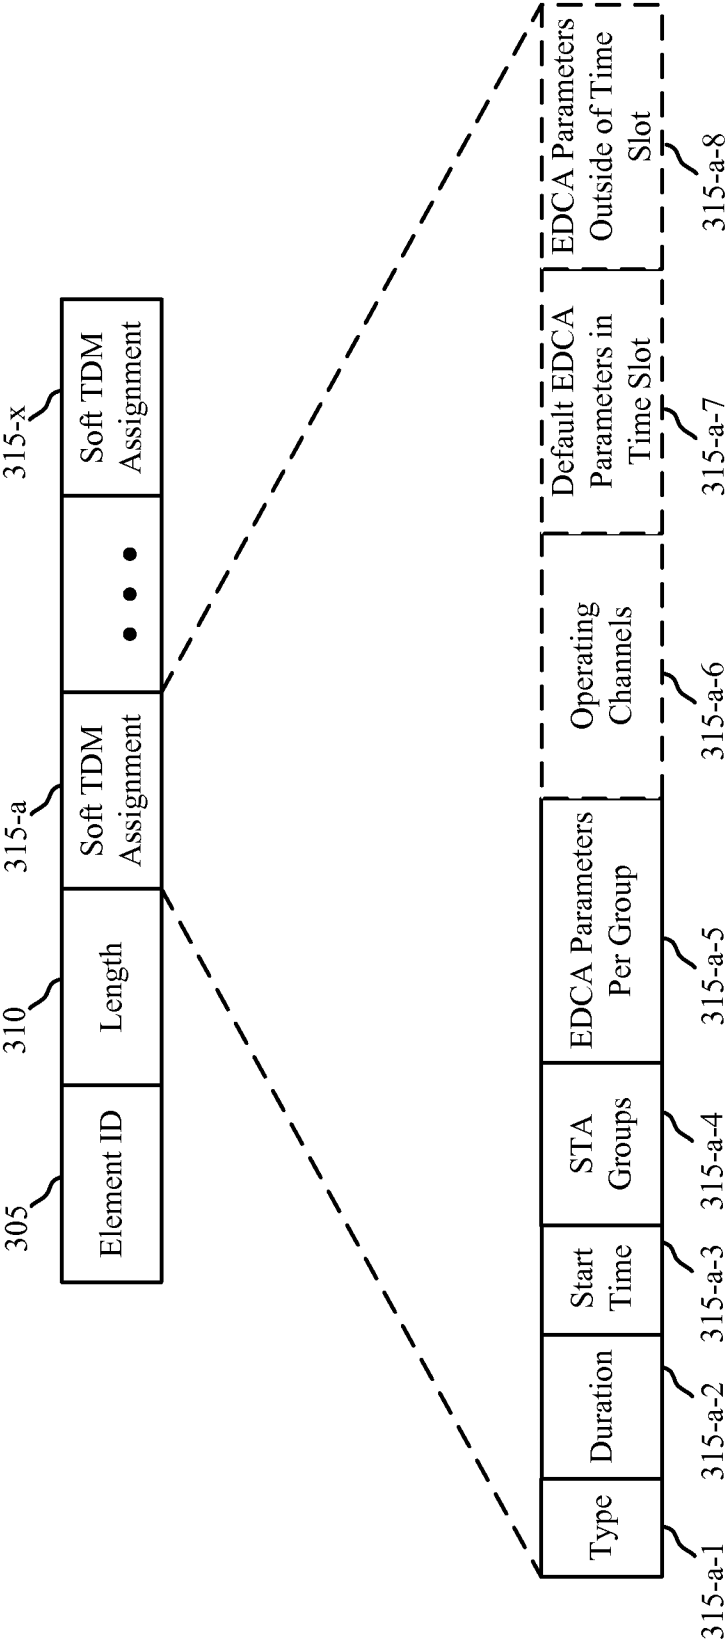 305
310
315-a
315-x
Element ID
Length
Soft TDM
Assignment
Soft TDM
Assignment
Type
Duration
Start
Time
STA
Groups
EDCA Parameters
Per Group
Operating
Channels
Default EDCA
Parameters in
Time Slot
EDCA Parameters
Outside of Time
Slot
315-a-1
315-a-2
315-a-3
315-a-4
315-a-5
315-a-6
315-a-7
315-a-8